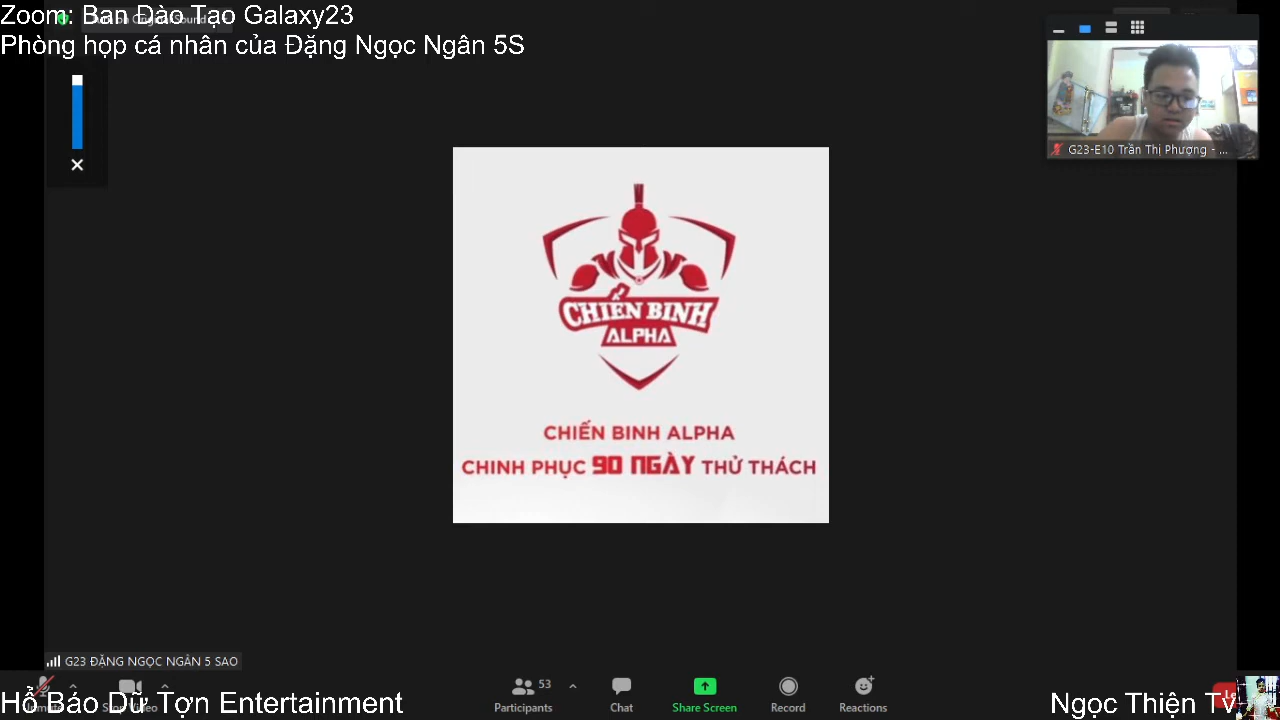 Zoom: Ban Đào Tạo Galaxy23
Phòng họp cá nhân của Đặng Ngọc Ngân 5S
G23-E10 Trần Thị Phượng - ...
CHIẾN BINH
ALPHA
CHIẾN BINH ALPHA
CHINH PHỤC 90 NGÀY THỬ THÁCH
G23 ĐẶNG NGỌC NGÂN 5 SAO
53
Participants
Chat
Share Screen
Record
Reactions
Hổ Bảo Dữ Tợn Entertainment
Ngọc Thiện Tv